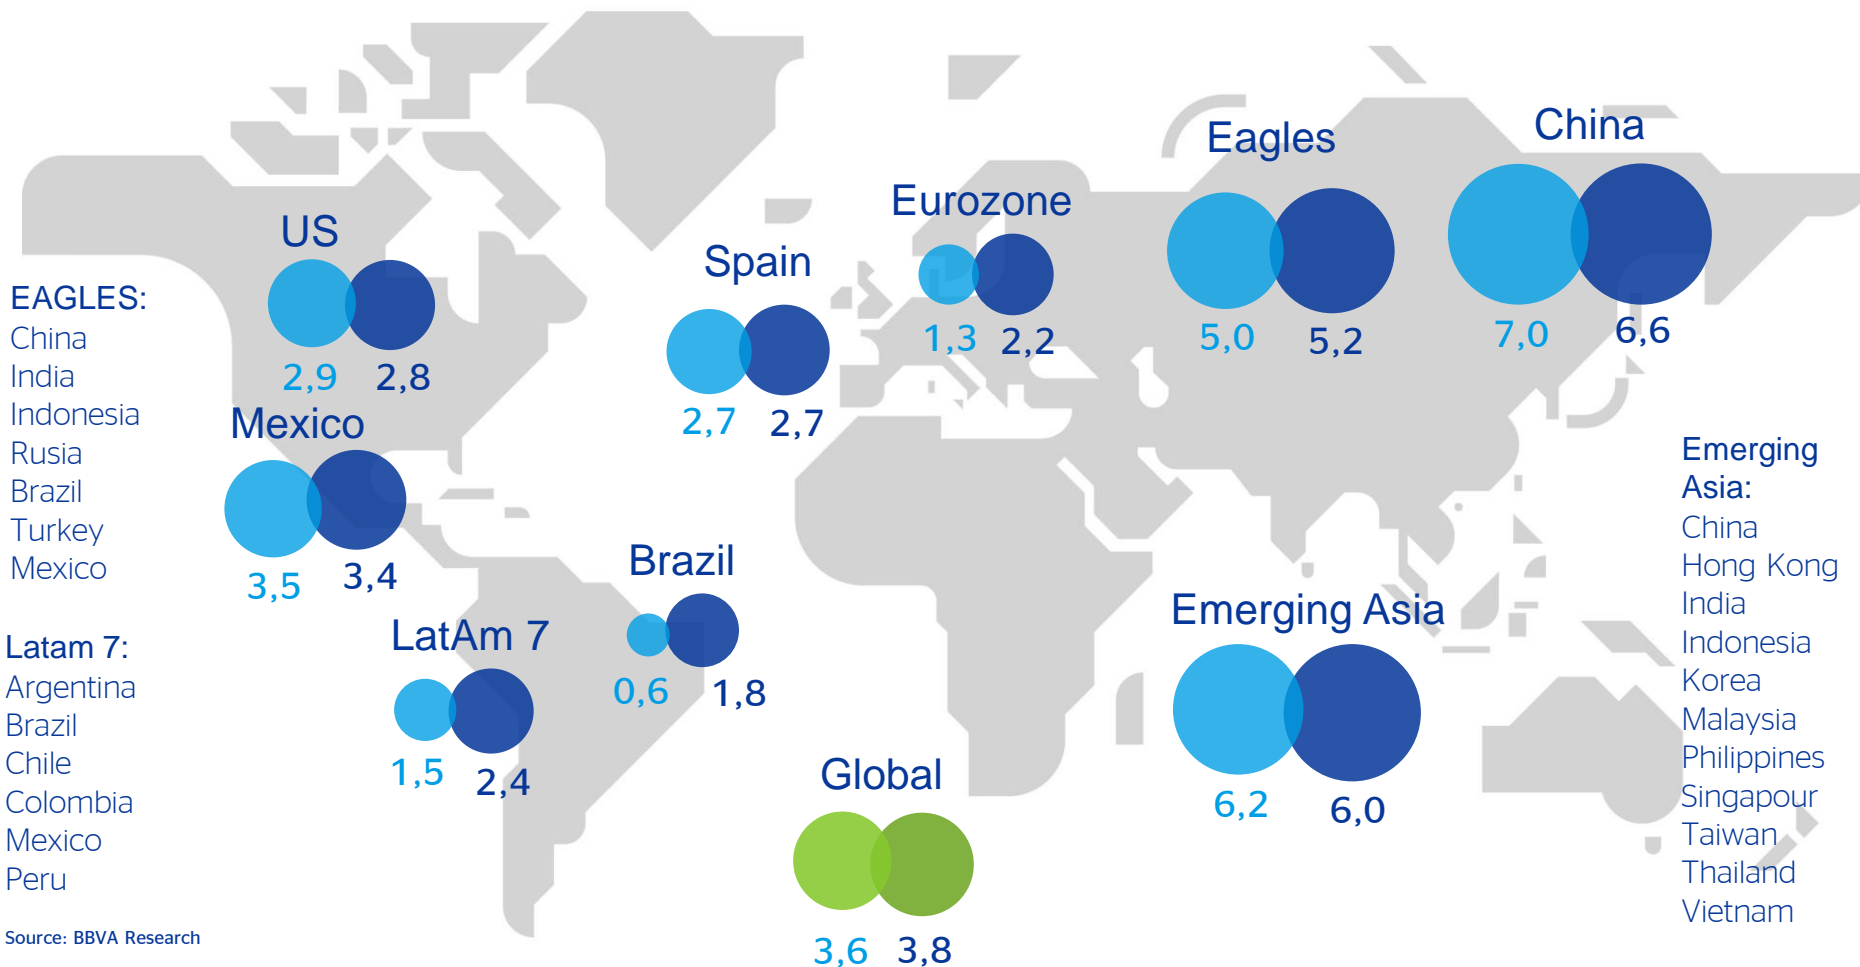 EAGLES:
China
India
Indonesia
Rusia
Brazil
Turkey
Mexico
Latam 7:
Argentina
Brazil
Chile
Colombia
Mexico
Peru
Source: BBVA Research
US
2,9 2,8
Mexico
3,5 3,4
LatAm 7
1,5 2,4
Spain
2,7 2,7
Brazil
0,6 1,8
Global
3,6 3,8
Eurozone
1,3 2,2
Eagles
5,0 5,2
China
7,0 6,6
Emerging Asia
6,2 6,0
Emerging
Asia:
China
Hong Kong
India
Indonesia
Korea
Malaysia
Philippines
Singapour
Taiwan
Thailand
Vietnam